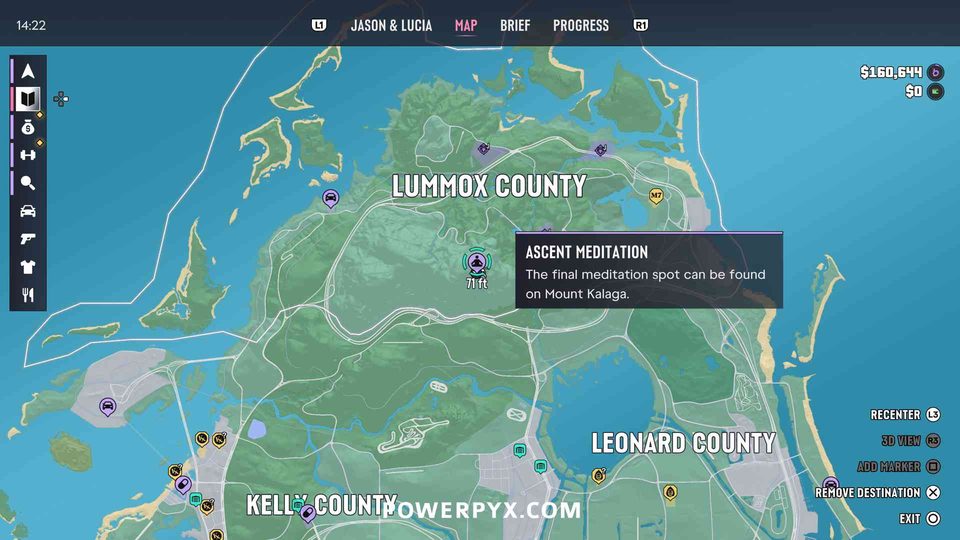 14:22
L1 JASON & LUCIA MAP BRIEF PROGRESS R1
$160,644
$0
LUMMOX COUNTY
M7
71 ft
ASCENT MEDITATION
The final meditation spot can be found
on Mount Kalaga.
LEONARD COUNTY
KELLY COUNTY
RECENTER L3
3D VIEW R3
ADD MARKER
REMOVE DESTINATION
EXIT
POWERPYX.COM